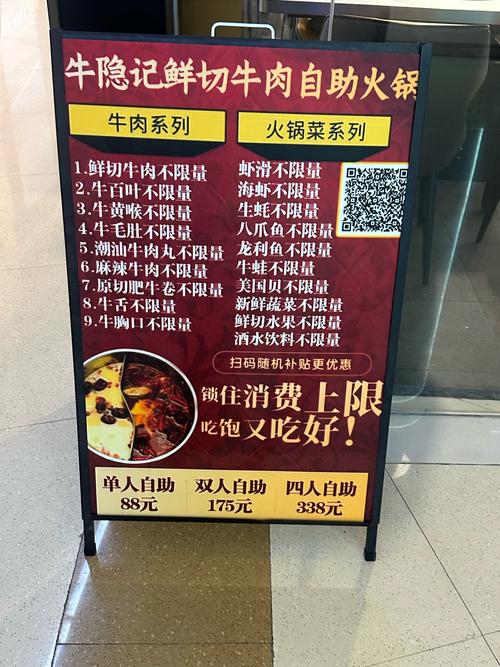 牛隐记鲜切牛肉自助火锅
牛肉系列
1.鲜切牛肉不限量
2.牛百叶不限量
3.牛黄喉不限量
4.牛毛肚不限量
5.潮汕牛肉丸不限量
6.麻辣牛肉不限量
7.原切肥牛卷不限量
8.牛舌不限量
9.牛胸口不限量
火锅菜系列
虾滑不限量
海虾不限量
生蚝不限量
八爪鱼不限量
龙利鱼不限量
牛蛙不限量
美国贝不限量
新鲜蔬菜不限量
鲜切水果不限量
酒水饮料不限量
扫码随机补贴更优惠
锁住消费上限
吃饱又吃好!
单人自助
88元
双人自助
175元
四人自助
338元